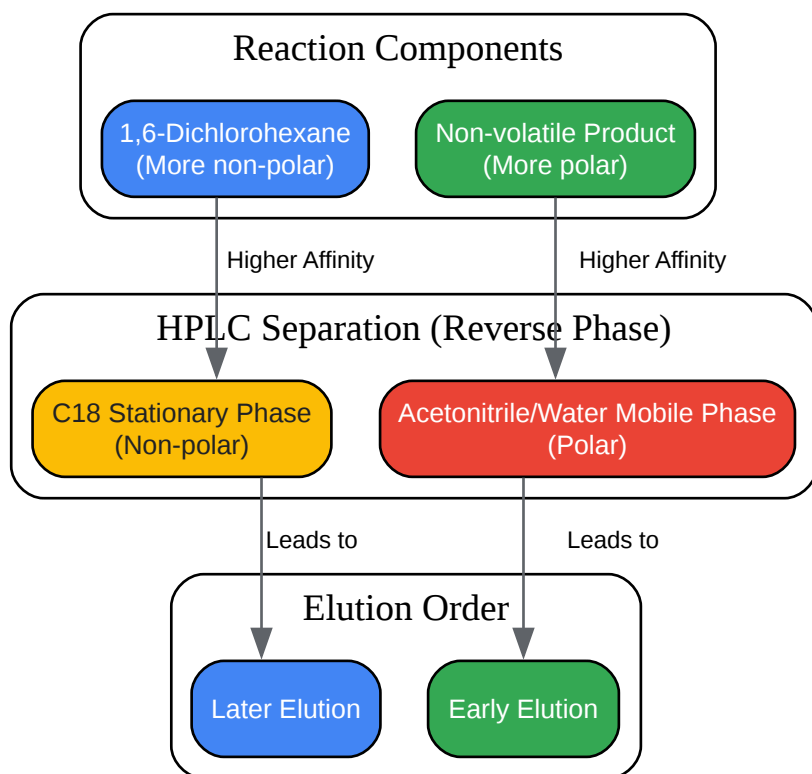 Reaction Components
1,6-Dichlorohexane
(More non-polar)
Non-volatile Product
(More polar)
Higher Affinity
Higher Affinity
HPLC Separation (Reverse Phase)
C18 Stationary Phase
(Non-polar)
Acetonitrile/Water Mobile Phase
(Polar)
Leads to
Leads to
Elution Order
Later Elution
Early Elution